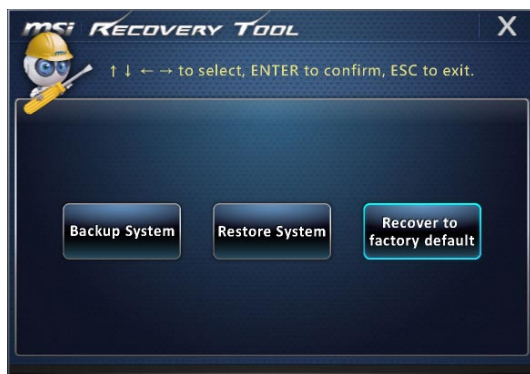 msi RECOVERY TOOL X
↑ ↓ ← → to select, ENTER to confirm, ESC to exit.
Backup System
Restore System
Recover to
factory default